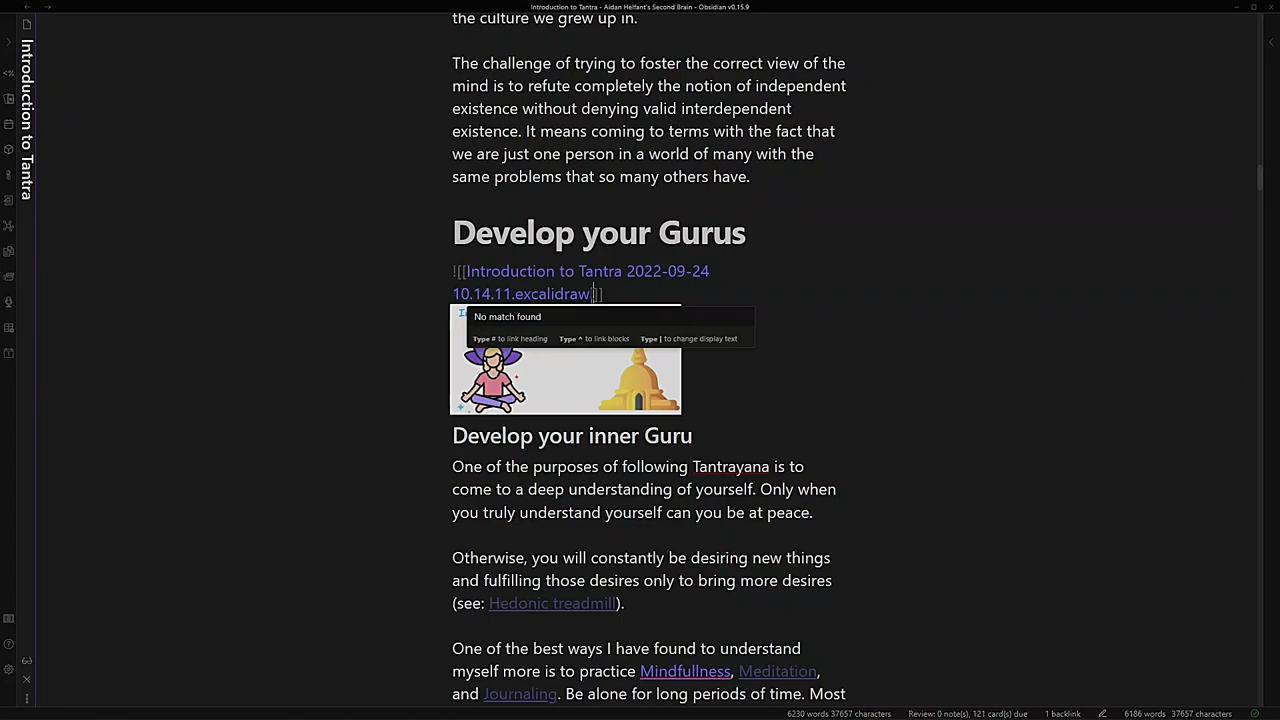 Introduction to Tantra - Aidan Helfant's Second Brain - Obsidian v0.15.9
Introduction to Tantra
the culture we grew up in.
The challenge of trying to foster the correct view of the
mind is to refute completely the notion of independent
existence without denying valid interdependent
existence. It means coming to terms with the fact that
we are just one person in a world of many with the
same problems that so many others have.
Develop your Gurus
![[Introduction to Tantra 2022-09-24
10.14.11.excalidraw]]
No match found
Type # to link heading Type ^ to link blocks Type | to change display text
Develop your inner Guru
One of the purposes of following Tantrayana is to
come to a deep understanding of yourself. Only when
you truly understand yourself can you be at peace.
Otherwise, you will constantly be desiring new things
and fulfilling those desires only to bring more desires
(see: Hedonic treadmill).
One of the best ways I have found to understand
myself more is to practice Mindfullness, Meditation,
and Journaling. Be alone for long periods of time. Most
6230 words 37657 characters Review: 0 note(s), 121 card(s) due 1 backlink 6186 words 37657 characters